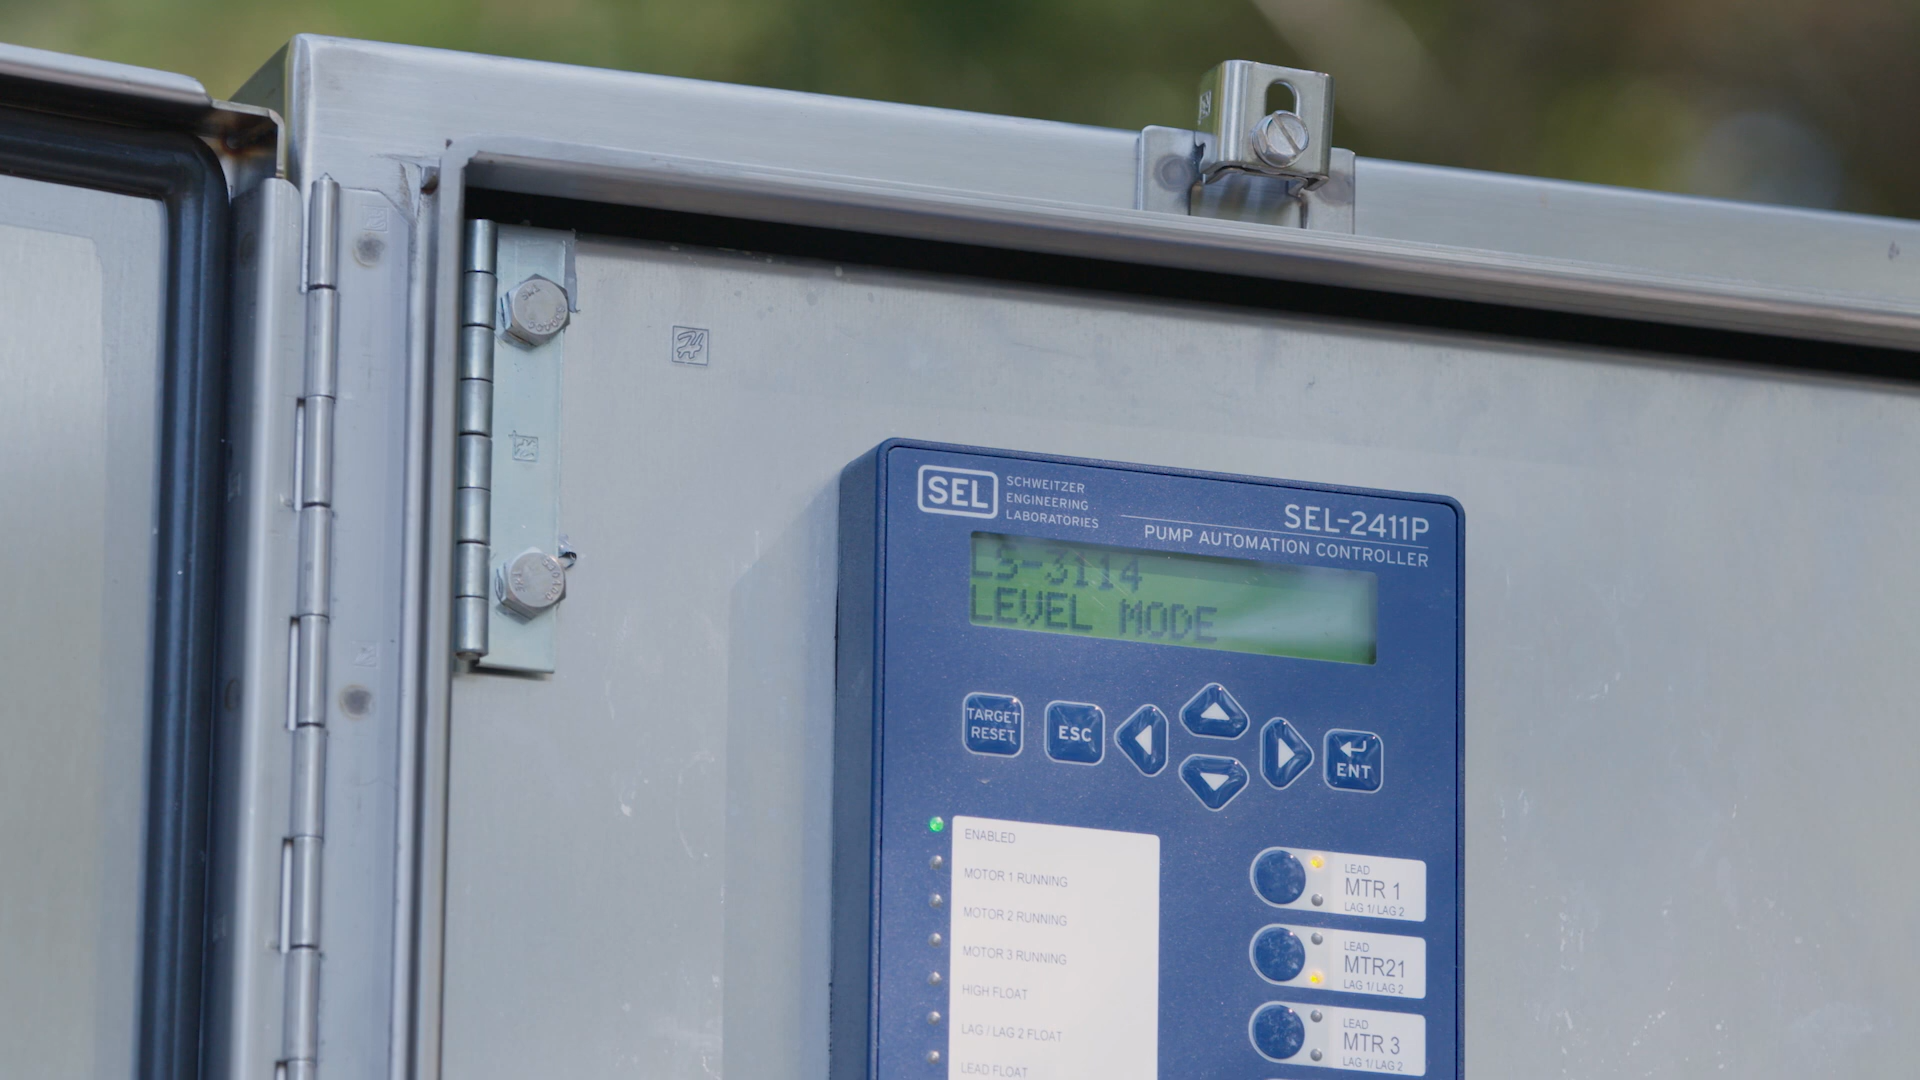 SEL
SCHWEITZER
ENGINEERING
LABORATORIES
SEL-2411P
PUMP AUTOMATION CONTROLLER
LS-3114
LEVEL MODE
TARGET
RESET
ESC
ENT
ENABLED
MOTOR 1 RUNNING
MOTOR 2 RUNNING
MOTOR 3 RUNNING
HIGH FLOAT
LAG / LAG 2 FLOAT
LEAD FLOAT
LEAD
MTR 1
LAG 1/ LAG 2
LEAD
MTR21
LAG 1/ LAG 2
LEAD
MTR 3
LAG 1/ LAG 2